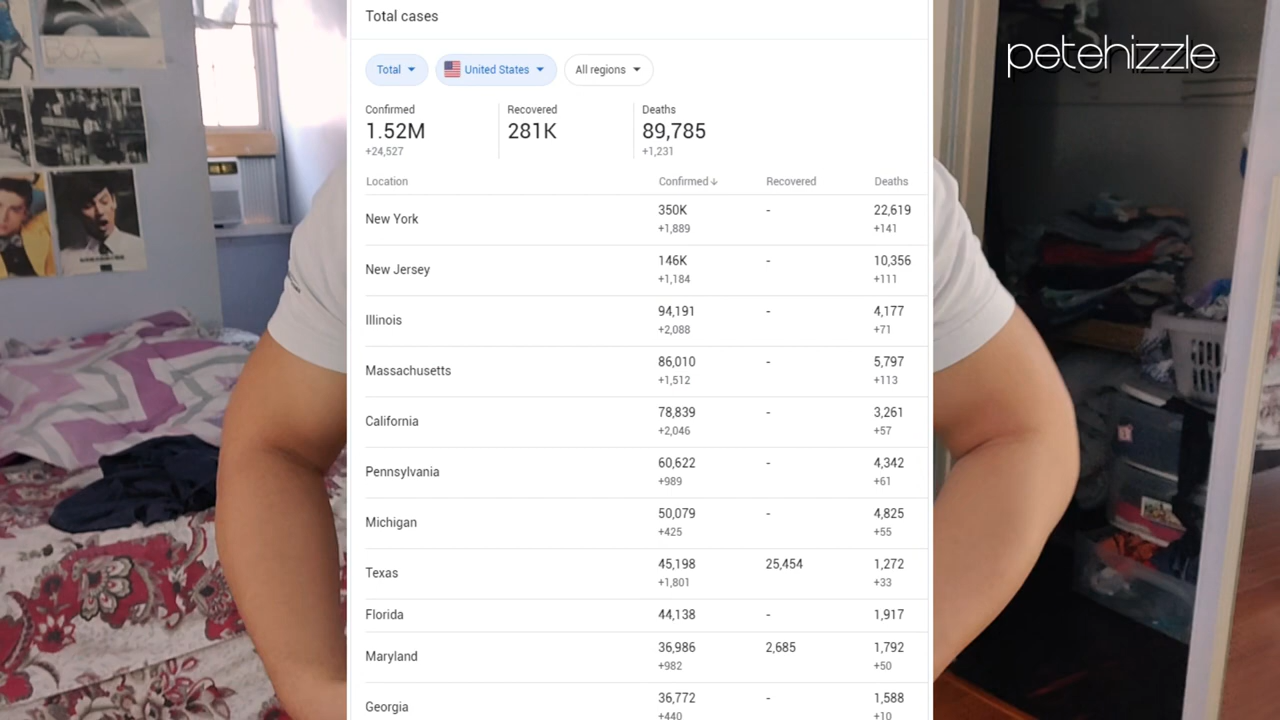 BoA
petehizzle
Total cases
Total United States All regions
Confirmed Recovered Deaths
1.52M 281K 89,785
+24,527 +1,231
Location Confirmed↓ Recovered Deaths
New York 350K - 22,619
+1,889 +141
New Jersey 146K - 10,356
+1,184 +111
Illinois 94,191 - 4,177
+2,088 +71
Massachusetts 86,010 - 5,797
+1,512 +113
California 78,839 - 3,261
+2,046 +57
Pennsylvania 60,622 - 4,342
+989 +61
Michigan 50,079 - 4,825
+425 +55
Texas 45,198 25,454 1,272
+1,801 +33
Florida 44,138 - 1,917
Maryland 36,986 2,685 1,792
+982 +50
Georgia 36,772 - 1,588
+440 +10